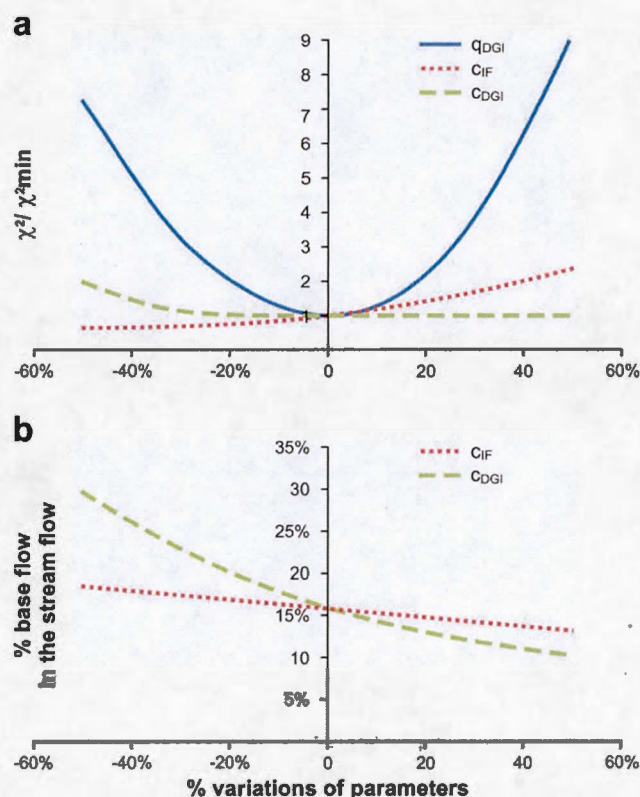 a
χ²/ χ²min
9
8
7
6
5
4
3
2
1
qDGI
cIF
cDGI
-60%
-40%
-20%
0
20
40
60%
b
% base flow
in the stream flow
35%
30
25%
20
15%
10
5%
cIF
cDGI
-60%
-40%
-20%
0
20
40
60%
% variations of parameters